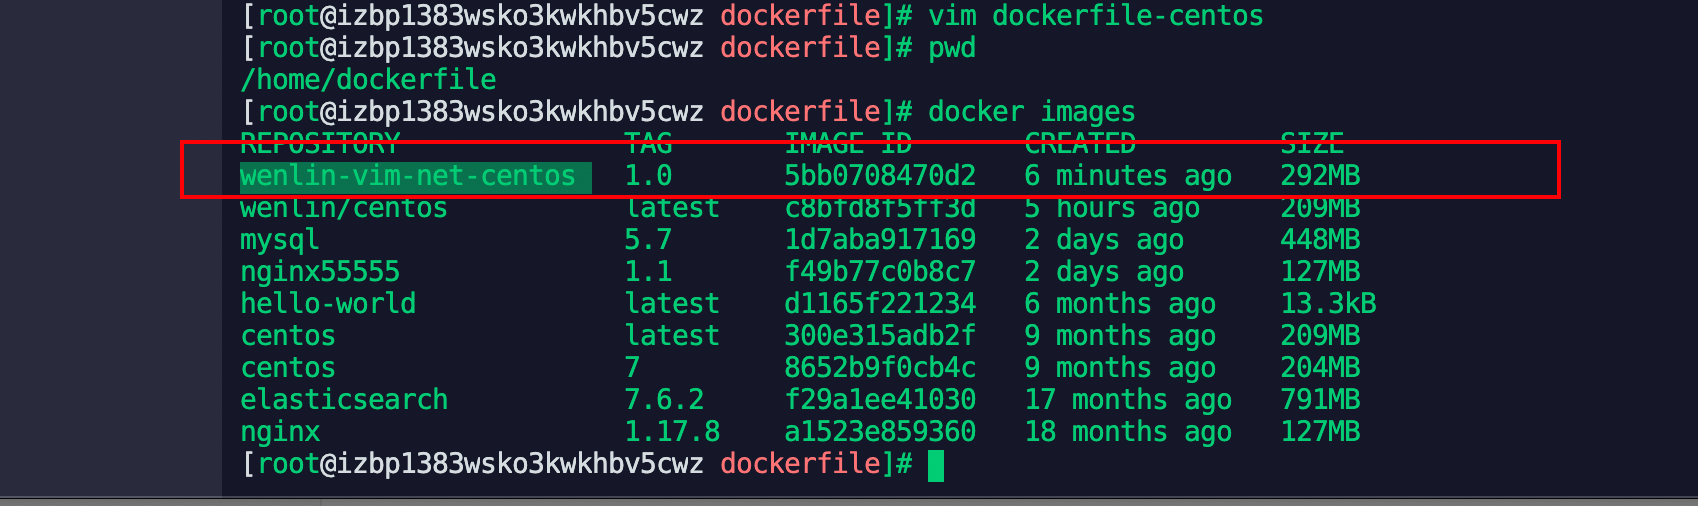 [root@izbp1383wsko3kwkhbv5cwz dockerfile]# vim dockerfile-centos
[root@izbp1383wsko3kwkhbv5cwz dockerfile]# pwd
/home/dockerfile
[root@izbp1383wsko3kwkhbv5cwz dockerfile]# docker images
REPOSITORY TAG IMAGE ID CREATED SIZE
wenlin-vim-net-centos 1.0 5bb0708470d2 6 minutes ago 292MB
wenlin/centos latest c8bfd8f5ff3d 5 hours ago 209MB
mysql 5.7 1d7aba917169 2 days ago 448MB
nginx55555 1.1 f49b77c0b8c7 2 days ago 127MB
hello-world latest d1165f221234 6 months ago 13.3kB
centos latest 300e315adb2f 9 months ago 209MB
centos 7 8652b9f0cb4c 9 months ago 204MB
elasticsearch 7.6.2 f29a1ee41030 17 months ago 791MB
nginx 1.17.8 a1523e859360 18 months ago 127MB
[root@izbp1383wsko3kwkhbv5cwz dockerfile]#